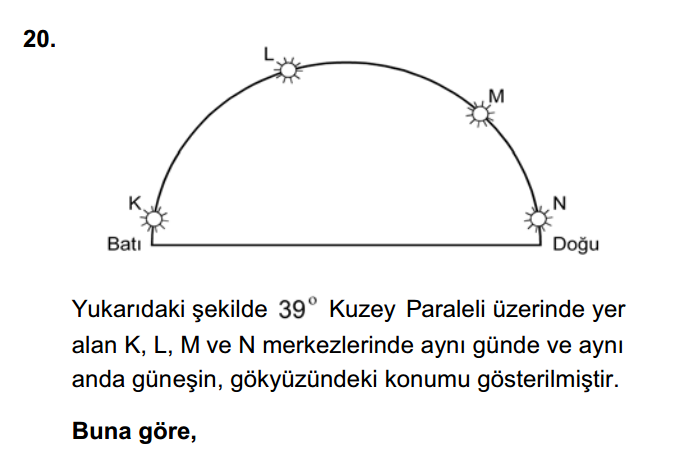 20.
L
M
K
N
Batı
Doğu
Yukarıdaki şekilde 39° Kuzey Paraleli üzerinde yer
alan K, L, M ve N merkezlerinde aynı günde ve aynı
anda güneşin, gökyüzündeki konumu gösterilmiştir.
Buna göre,